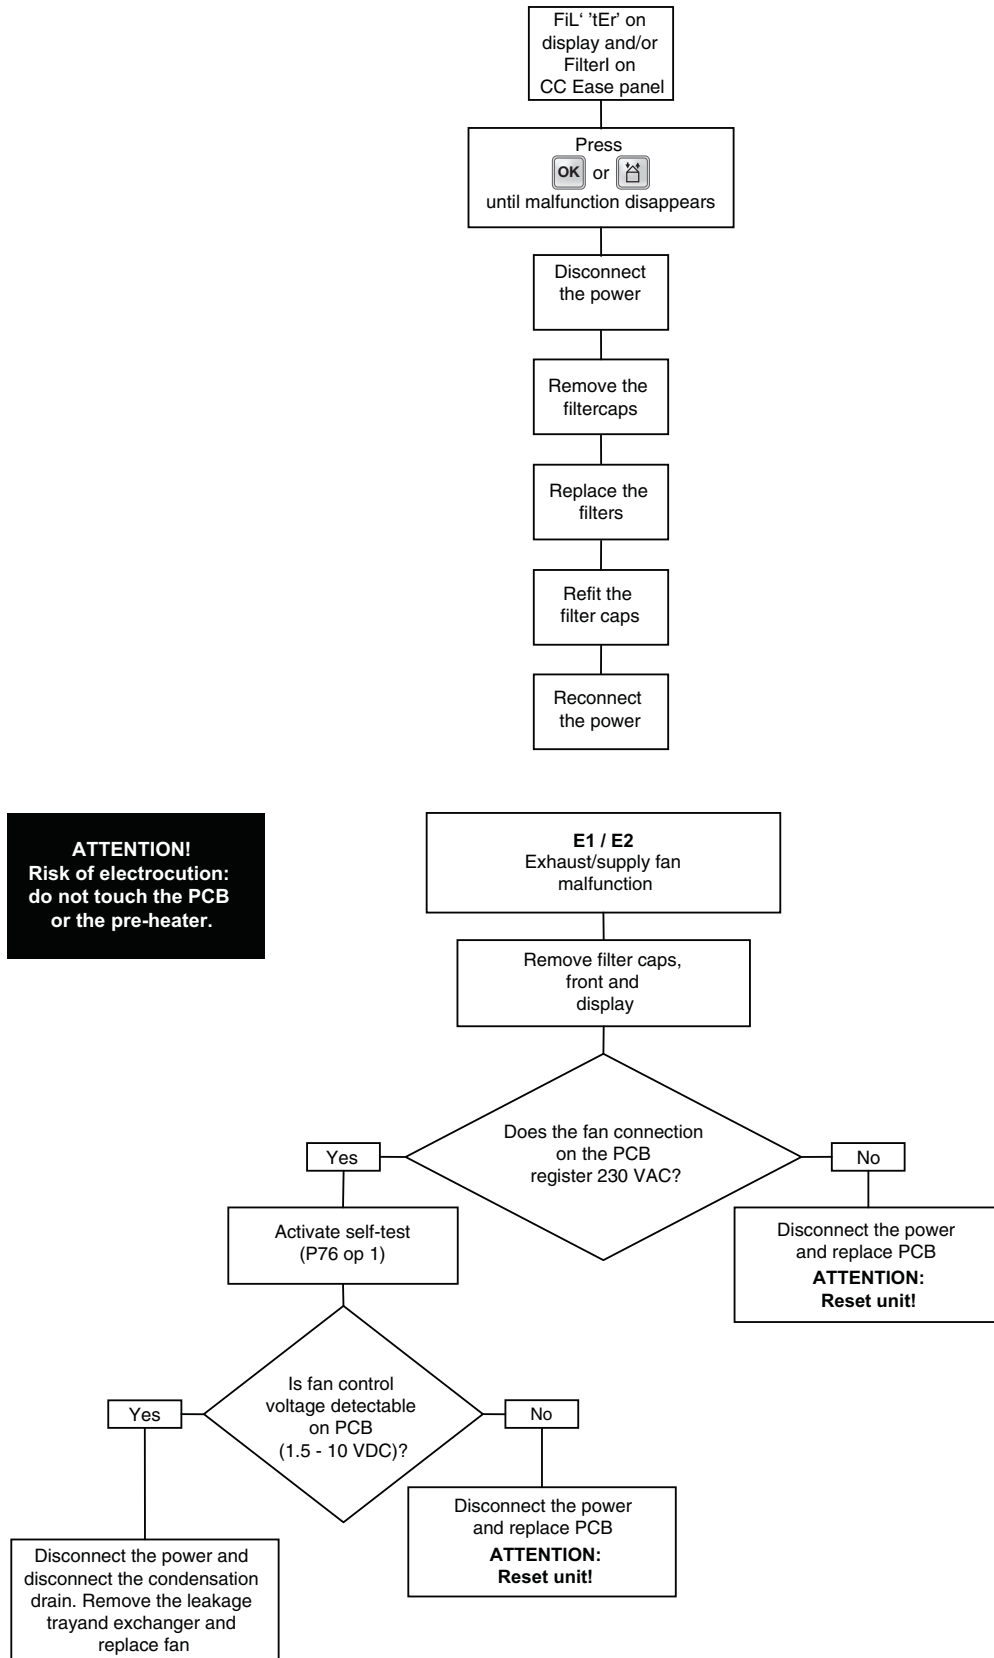 FiL‘ 'tEr' on
display and/or
FilterI on
CC Ease panel
Press
OK or
until malfunction disappears
Disconnect
the power
Remove the
filtercaps
Replace the
filters
Refit the
filter caps
Reconnect
the power
ATTENTION!
Risk of electrocution:
do not touch the PCB
or the pre-heater.
E1 / E2
Exhaust/supply fan
malfunction
Remove filter caps,
front and
display
Does the fan connection
on the PCB
register 230 VAC?
Yes
No
Activate self-test
(P76 op 1)
Disconnect the power
and replace PCB
ATTENTION:
Reset unit!
Is fan control
voltage detectable
on PCB
(1.5 - 10 VDC)?
Yes
No
Disconnect the power
and replace PCB
ATTENTION:
Reset unit!
Disconnect the power and
disconnect the condensation
drain. Remove the leakage
trayand exchanger and
replace fan